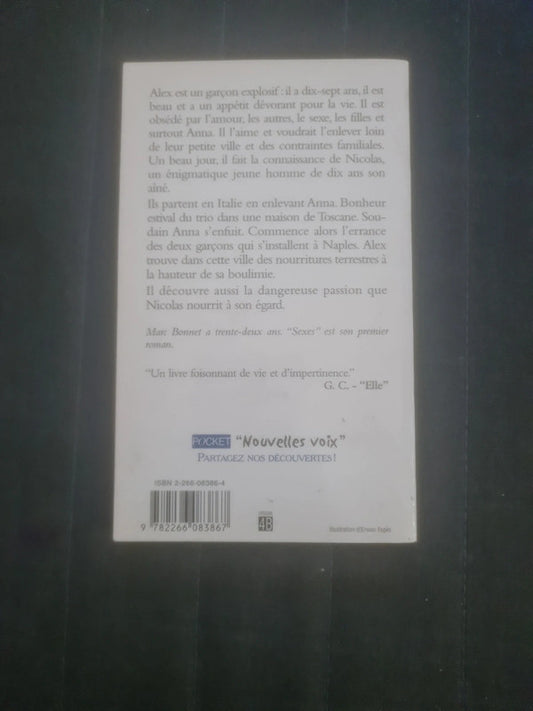 Alex est un garçon explosif : il a dix-sept ans, il est
beau et a un appétit dévorant pour la vie. Il est
obsédé par l'amour, les autres, le sexe, les filles et
surtout Anna. Il l'aime et voudrait l'enlever loin
de leur petite ville et des contraintes familiales.
Un beau jour, il fait la connaissance de Nicolas,
un énigmatique jeune homme de dix ans son
aîné.
Ils partent en Italie en enlevant Anna. Bonheur
estival du trio dans une maison de Toscane. Sou-
dain Anna s'enfuit. Commence alors l'errance
des deux garçons qui s'installent à Naples. Alex
trouve dans cette ville des nourritures terrestres à
la hauteur de sa boulimie.
Il découvre aussi la dangereuse passion que
Nicolas nourrit à son égard.
Marc Bonnet a trente-deux ans. "Sexes" est son premier
roman.
"Un livre foisonnant de vie et d'impertinence."
G. C. – "Elle"
POCKET "Nouvelles voix"
PARTAGEZ NOS DÉCOUVERTES !
ISBN 2-266-08386-4
9 782266 083867
4B
Illustration d'Erwan